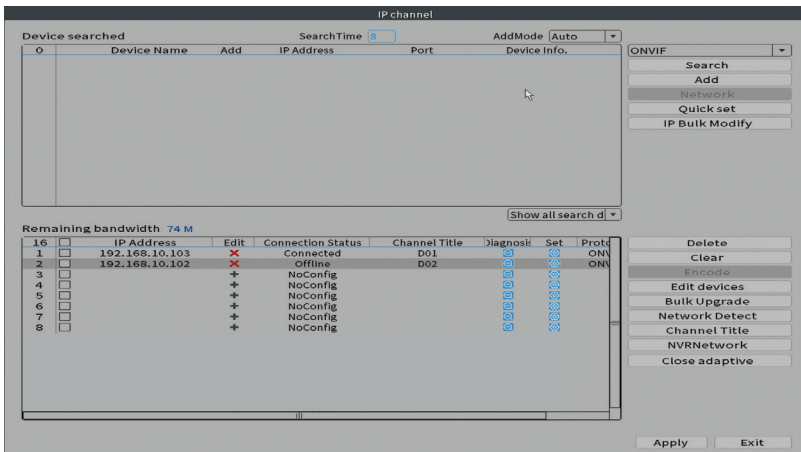 IP channel
Device searched SearchTime 8 AddMode Auto
0 Device Name Add IP Address Port Device Info.
ONVIF
Search
Add
Network
Quick set
IP Bulk Modify
Show all search d
Remaining bandwidth 74 M
16 IP Address Edit Connection Status Channel Title Diagnosis Set Proto
1 192.168.10.103 Connected D01 ONV
2 192.168.10.102 Offline D02 ONV
3 NoConfig
4 NoConfig
5 NoConfig
6 NoConfig
7 NoConfig
8 NoConfig
Delete
Clear
Encode
Edit devices
Bulk Upgrade
Network Detect
Channel Title
NVRNetwork
Close adaptive
Apply Exit